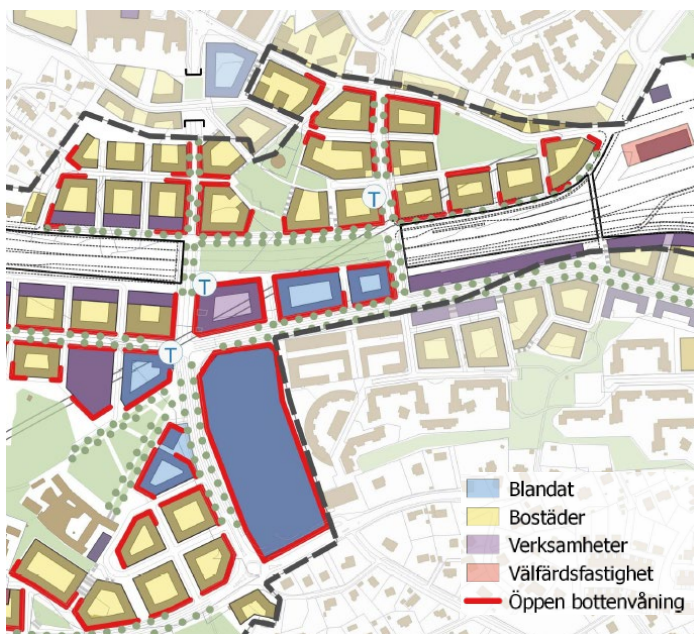 T
T
T
Blandat
Bostäder
Verksamheter
Välfärdsfastighet
Öppen bottenvåning